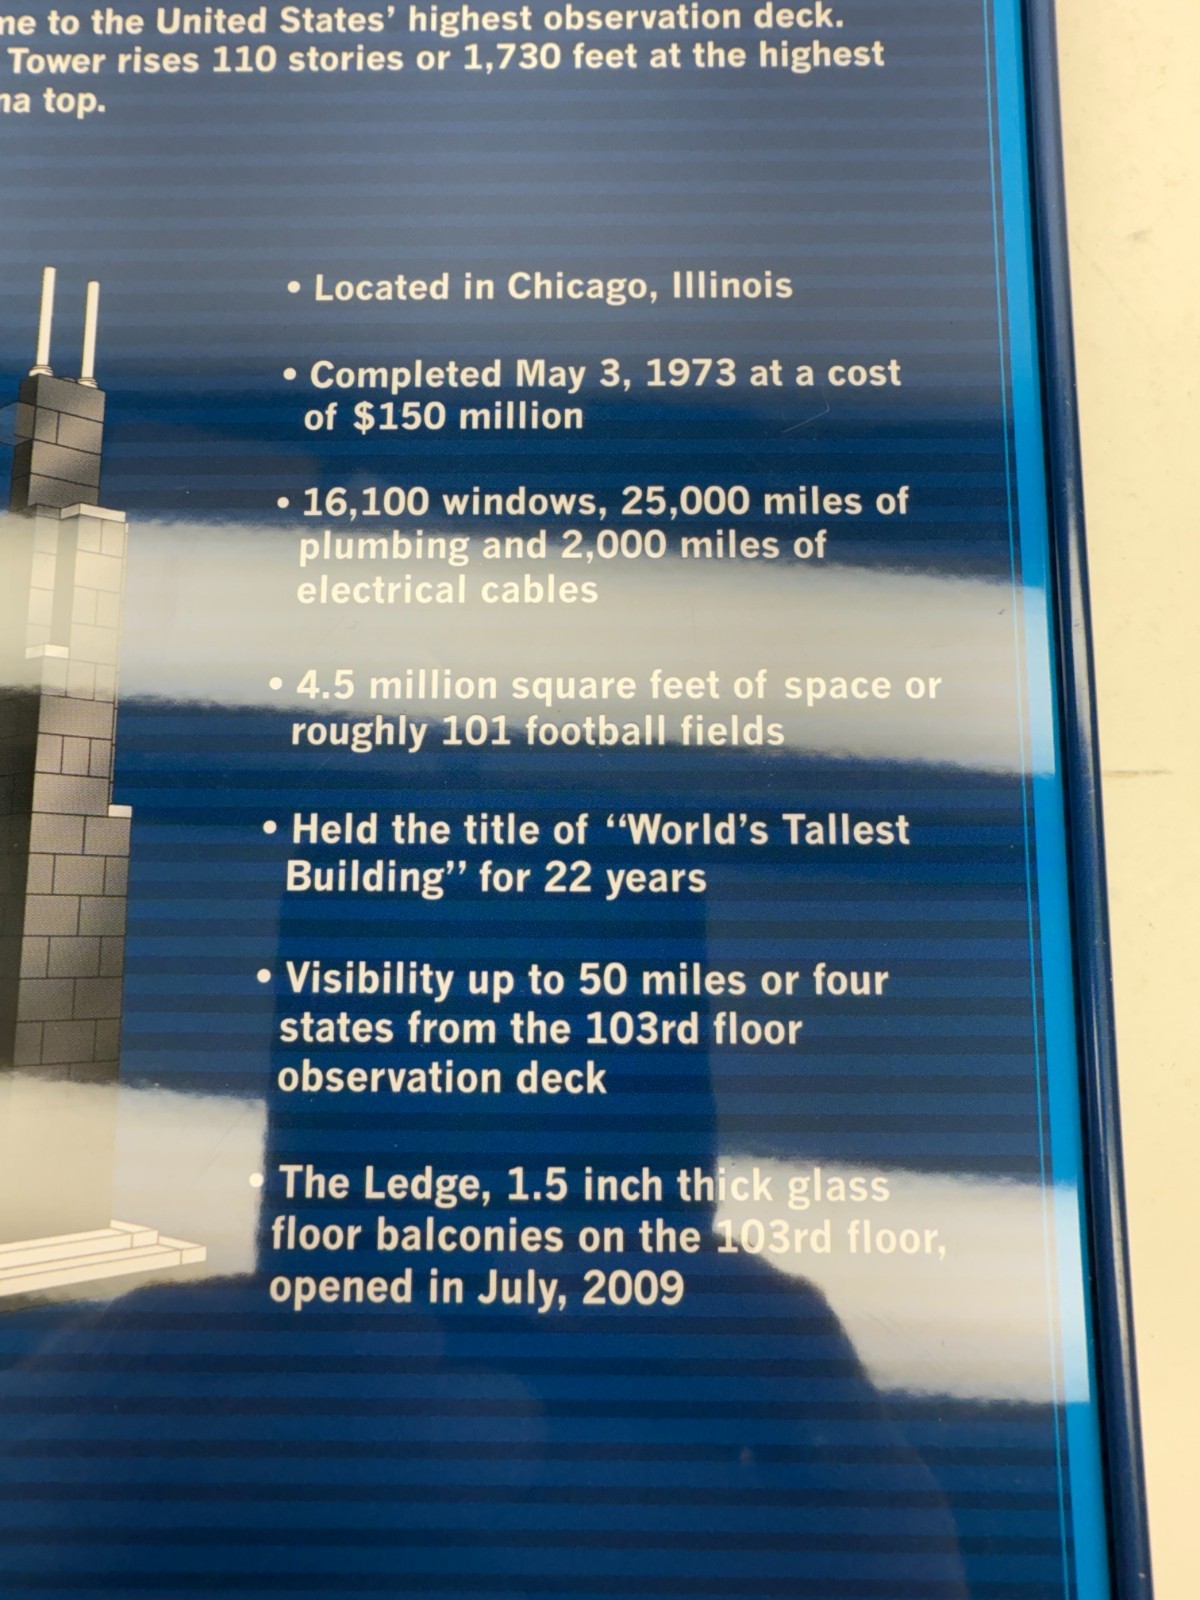 me to the United States' highest observation deck.
Tower rises 110 stories or 1,730 feet at the highest
na top.
• Located in Chicago, Illinois
• Completed May 3, 1973 at a cost
of $150 million
• 16,100 windows, 25,000 miles of
plumbing and 2,000 miles of
electrical cables
• 4.5 million square feet of space or
roughly 101 football fields
• Held the title of “World's Tallest
Building” for 22 years
• Visibility up to 50 miles or four
states from the 103rd floor
observation deck
• The Ledge, 1.5 inch thick glass
floor balconies on the 103rd floor,
opened in July, 2009